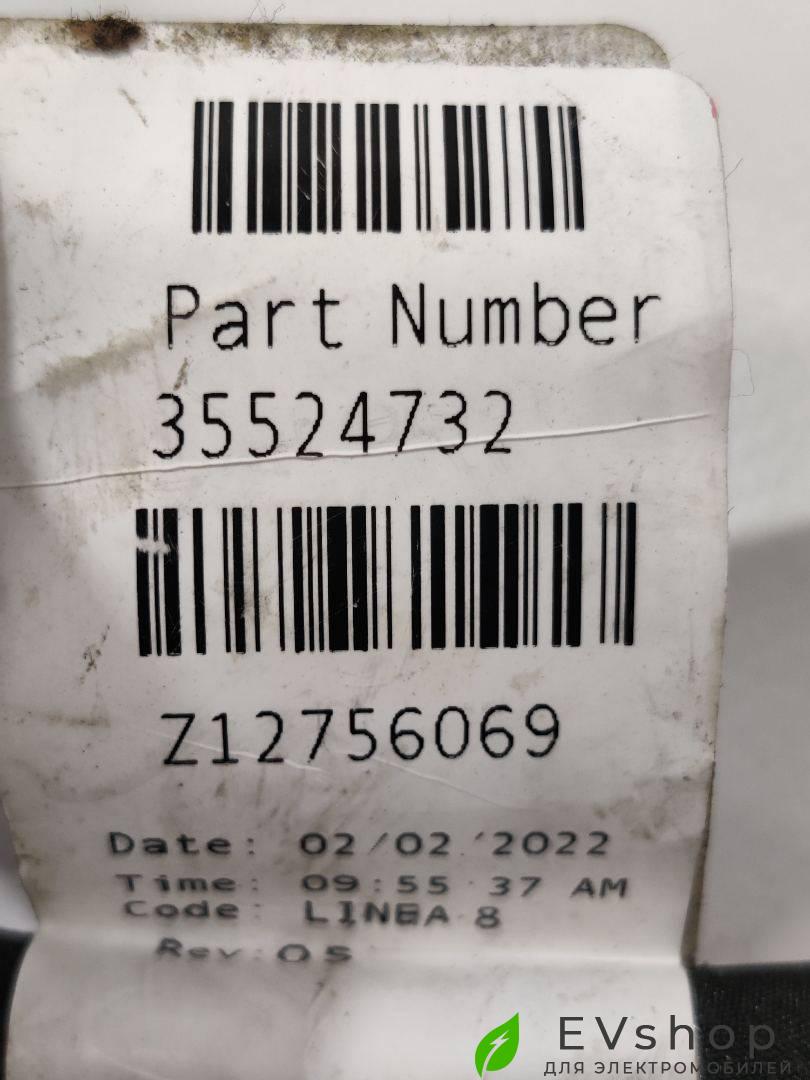 Part Number
35524732
Z12756069
Date: 02/02/2022
Time: 09:55:37 AM
Code: LINEA 8
Rev:
EVshop
ДЛЯ ЭЛЕКТРОМОБИЛЕЙ